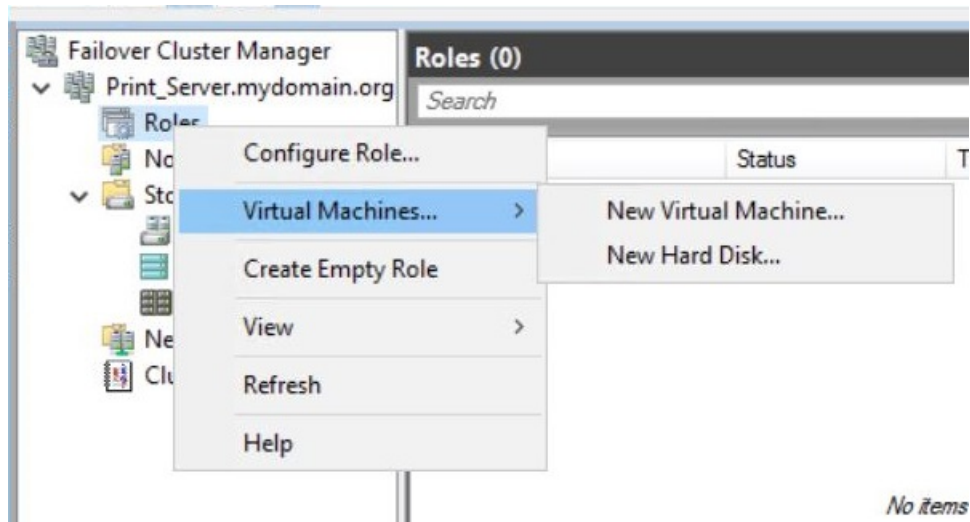 Failover Cluster Manager
Print_Server.mydomain.org
Roles
Roles (0)
Search
Status
Configure Role...
Virtual Machines...
New Virtual Machine...
New Hard Disk...
Create Empty Role
View
Refresh
Help
No items